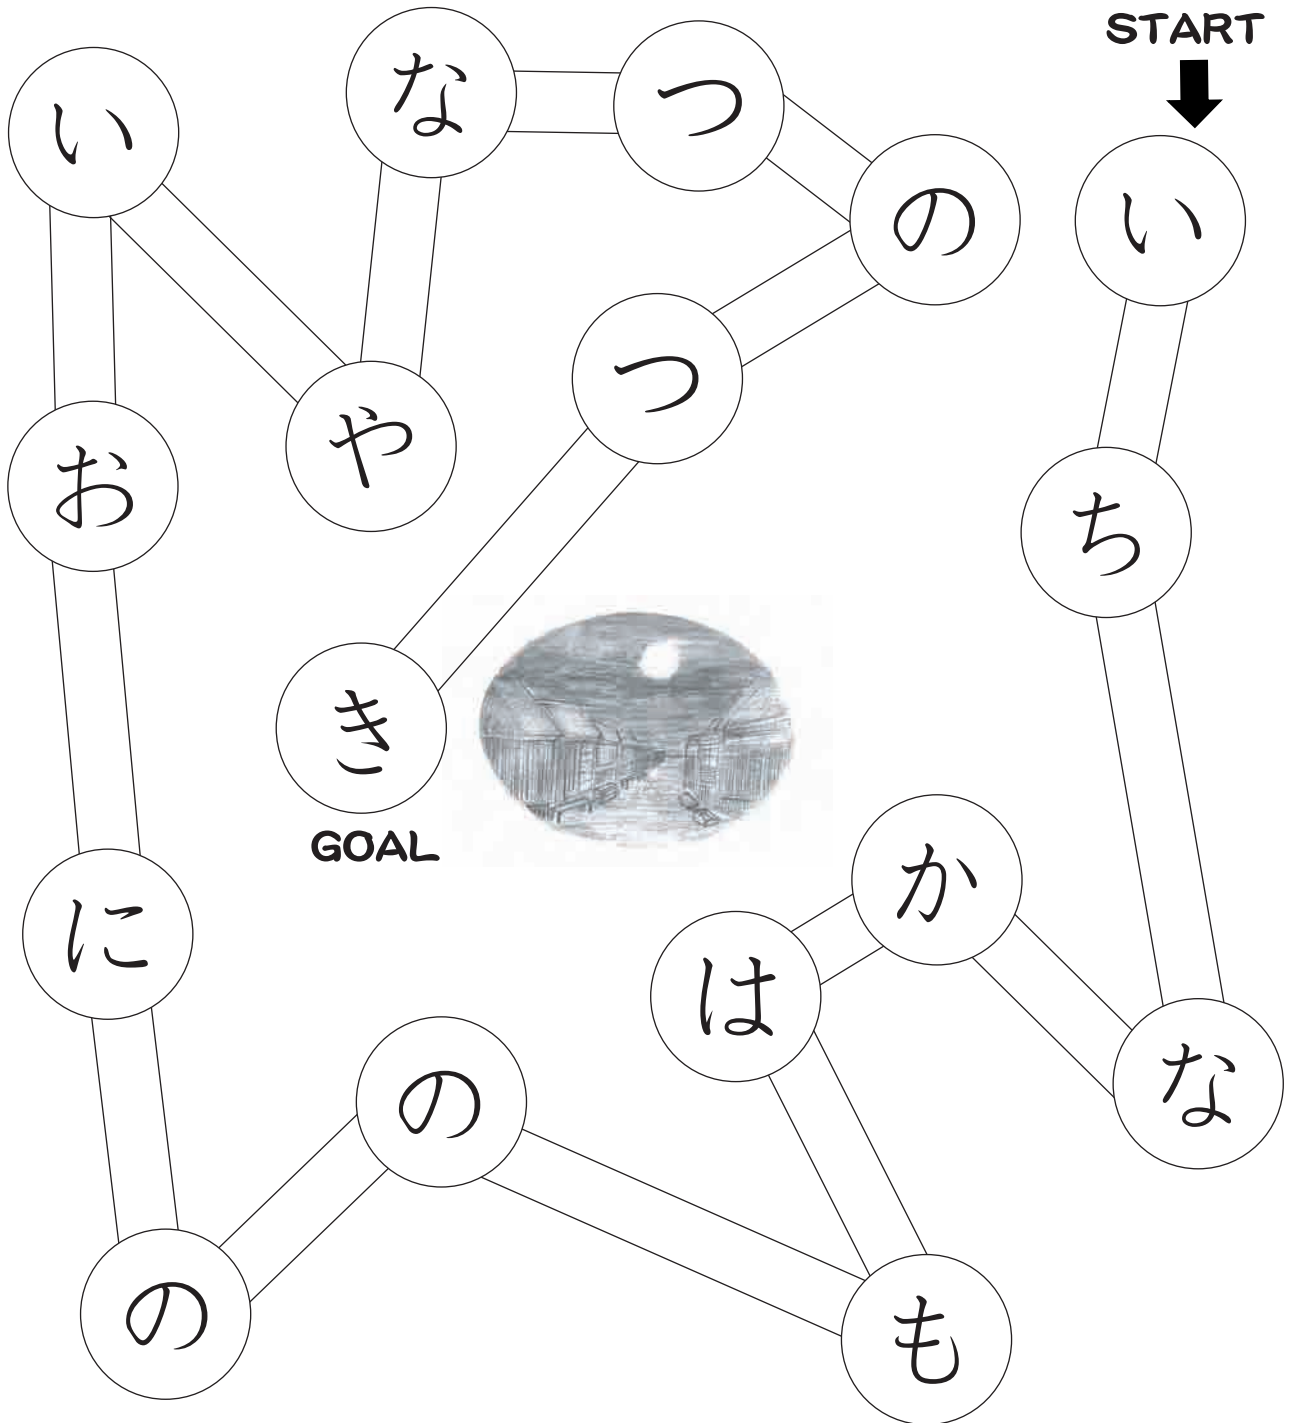 START
い
ち
な
か
は
も
の
の
に
お
い
や
な
つ
の
つ
き
GOAL